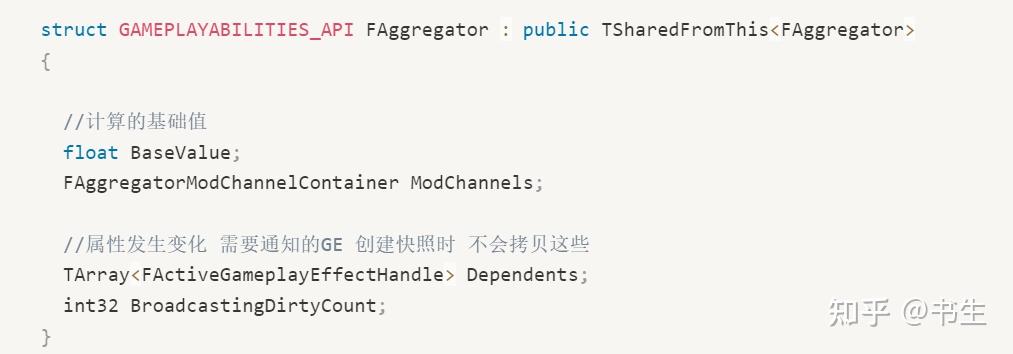 struct GAMEPLAYABILITIES_API FAggregator : public TSharedFromThis<FAggregator>
{
//计算的基础值
float BaseValue;
FAggregatorModChannelContainer ModChannels;
//属性发生变化 需要通知的GE 创建快照时 不会拷贝这些
TArray<FActiveGameplayEffectHandle> Dependents;
int32 BroadcastingDirtyCount;
}
知乎 @书生